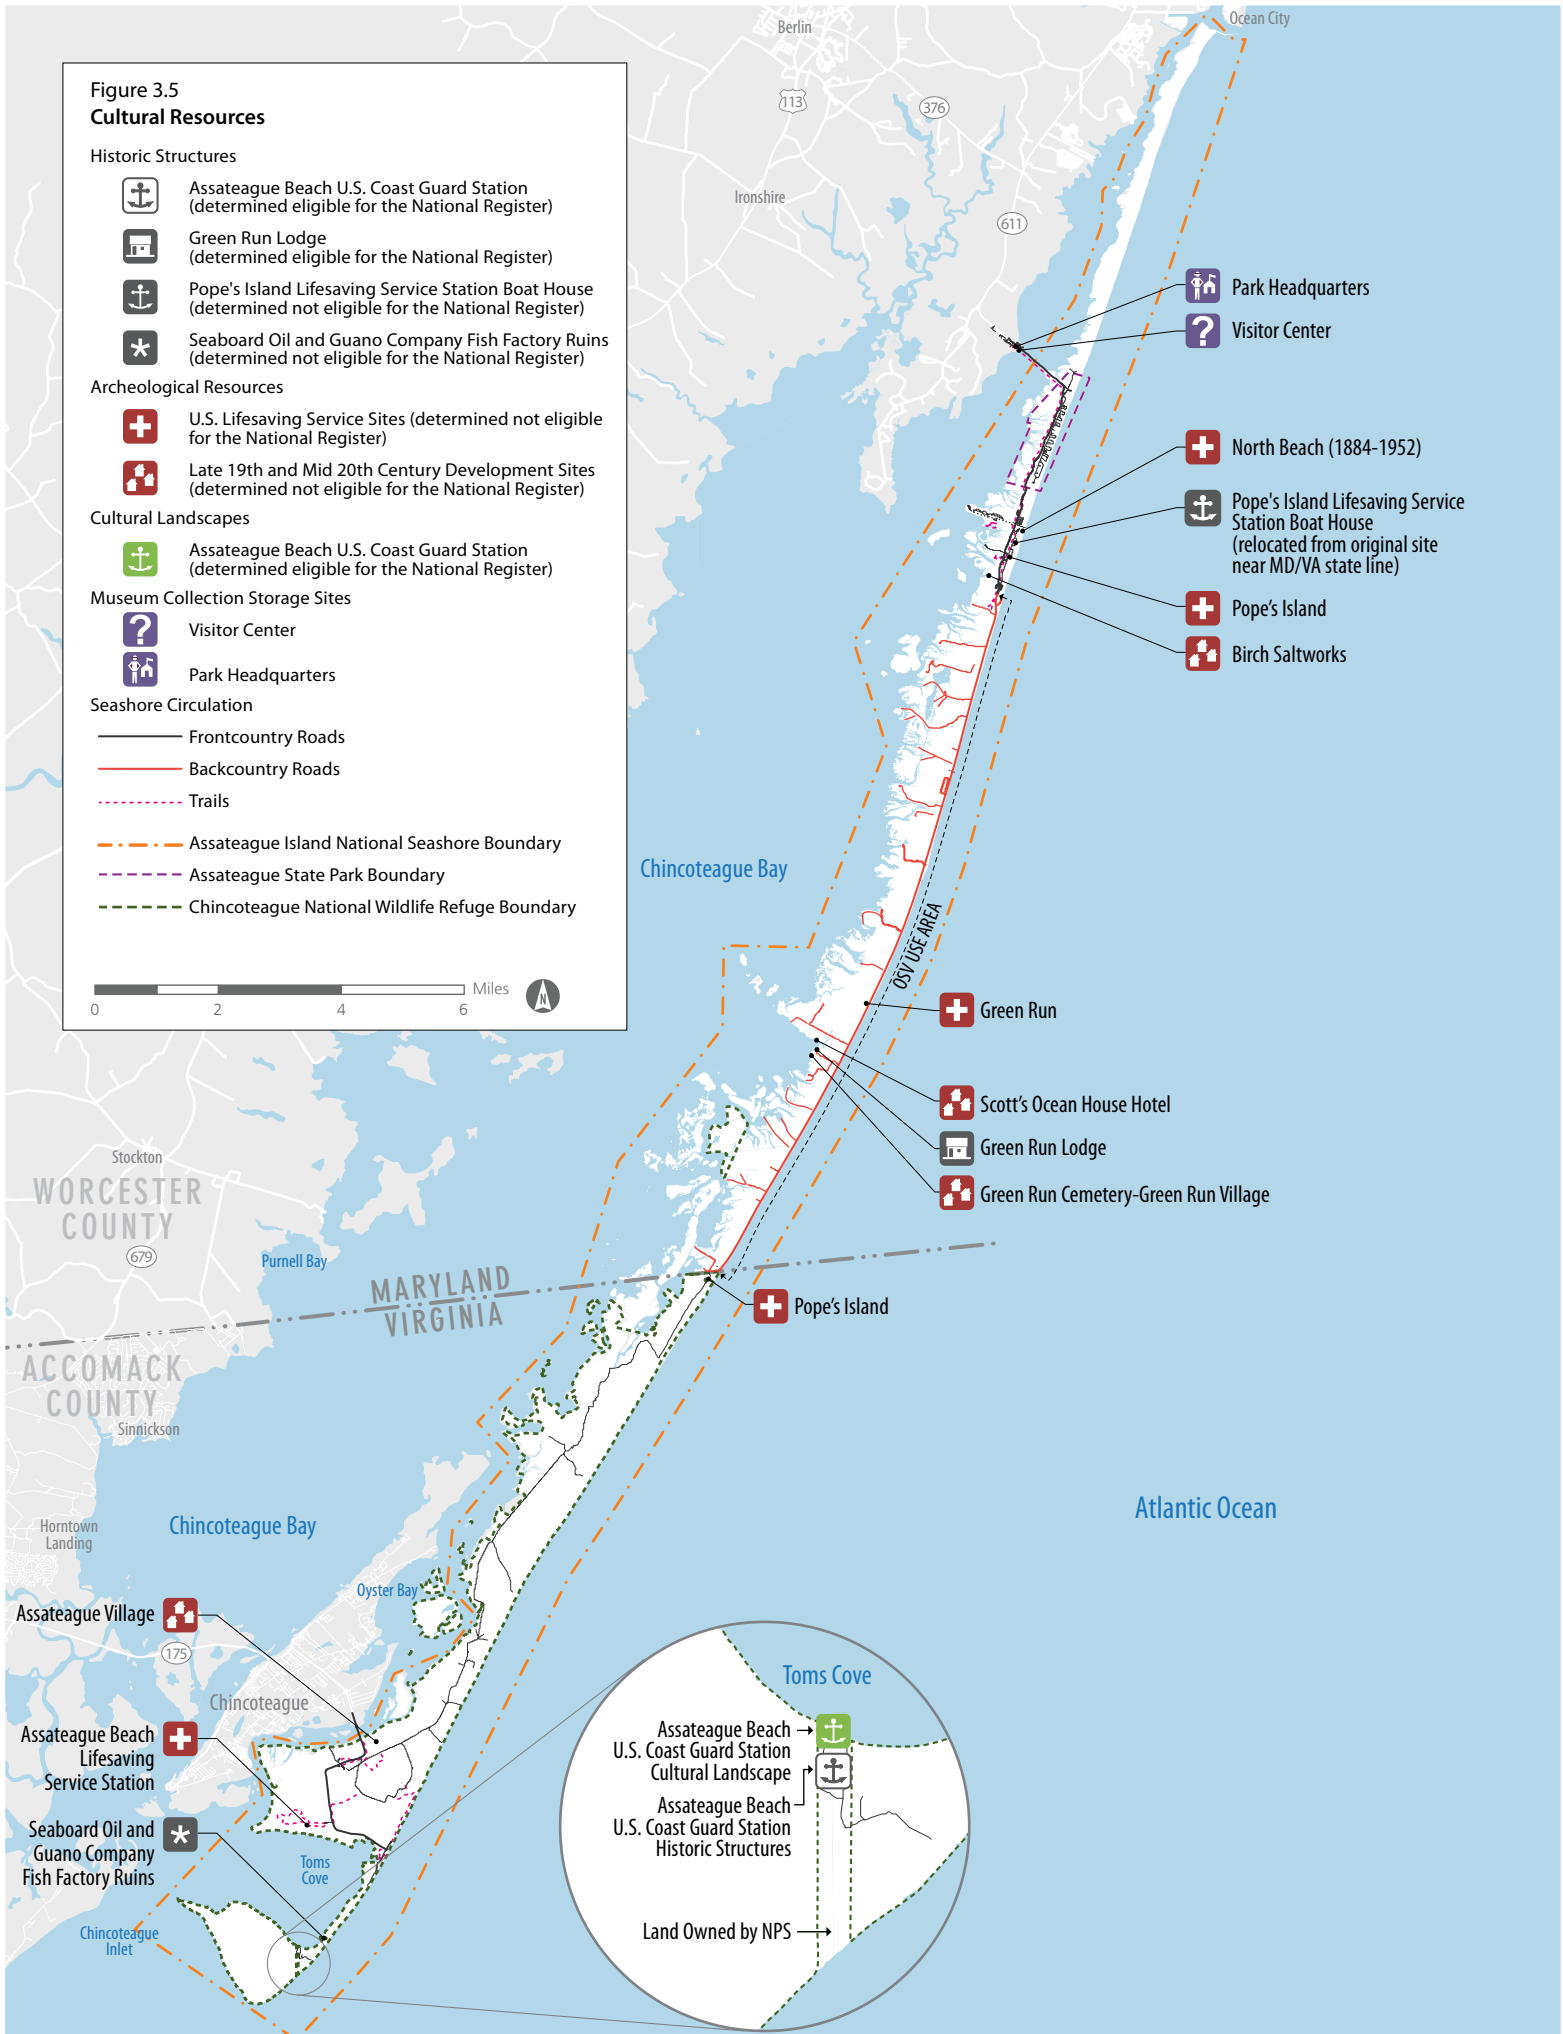 Figure 3.5
Cultural Resources
Historic Structures
Assateague Beach U.S. Coast Guard Station
(determined eligible for the National Register)
Green Run Lodge
(determined eligible for the National Register)
Pope's Island Lifesaving Service Station Boat House
(determined not eligible for the National Register)
Seaboard Oil and Guano Company Fish Factory Ruins
(determined not eligible for the National Register)
Archeological Resources
U.S. Lifesaving Service Sites (determined not eligible
for the National Register)
Late 19th and Mid 20th Century Development Sites
(determined not eligible for the National Register)
Cultural Landscapes
Assateague Beach U.S. Coast Guard Station
(determined eligible for the National Register)
Museum Collection Storage Sites
?
Visitor Center
Park Headquarters
Seashore Circulation
Frontcountry Roads
Backcountry Roads
Trails
Assateague Island National Seashore Boundary
Assateague State Park Boundary
Chincoteague National Wildlife Refuge Boundary
Miles
0 2 4 6
N
Ocean City
Berlin
113
376
Ironshire
611
Park Headquarters
?
Visitor Center
North Beach (1884-1952)
Pope's Island Lifesaving Service
Station Boat House
(relocated from original site
near MD/VA state line)
Pope's Island
Birch Saltworks
Chincoteague Bay
OSV USE AREA
Green Run
Scott's Ocean House Hotel
Green Run Lodge
Green Run Cemetery-Green Run Village
Stockton
WORCESTER
COUNTY
679
Purnell Bay
MARYLAND
VIRGINIA
Pope's Island
ACCOMACK
COUNTY
Sinnickson
Atlantic Ocean
Horntown
Landing
Chincoteague Bay
Oyster Bay
Assateague Village
175
Chincoteague
Assateague Beach
Lifesaving
Service Station
Seaboard Oil and
Guano Company
Fish Factory Ruins
Toms
Cove
Chincoteague
Inlet
Toms Cove
Assateague Beach
U.S. Coast Guard Station
Cultural Landscape
Assateague Beach
U.S. Coast Guard Station
Historic Structures
Land Owned by NPS